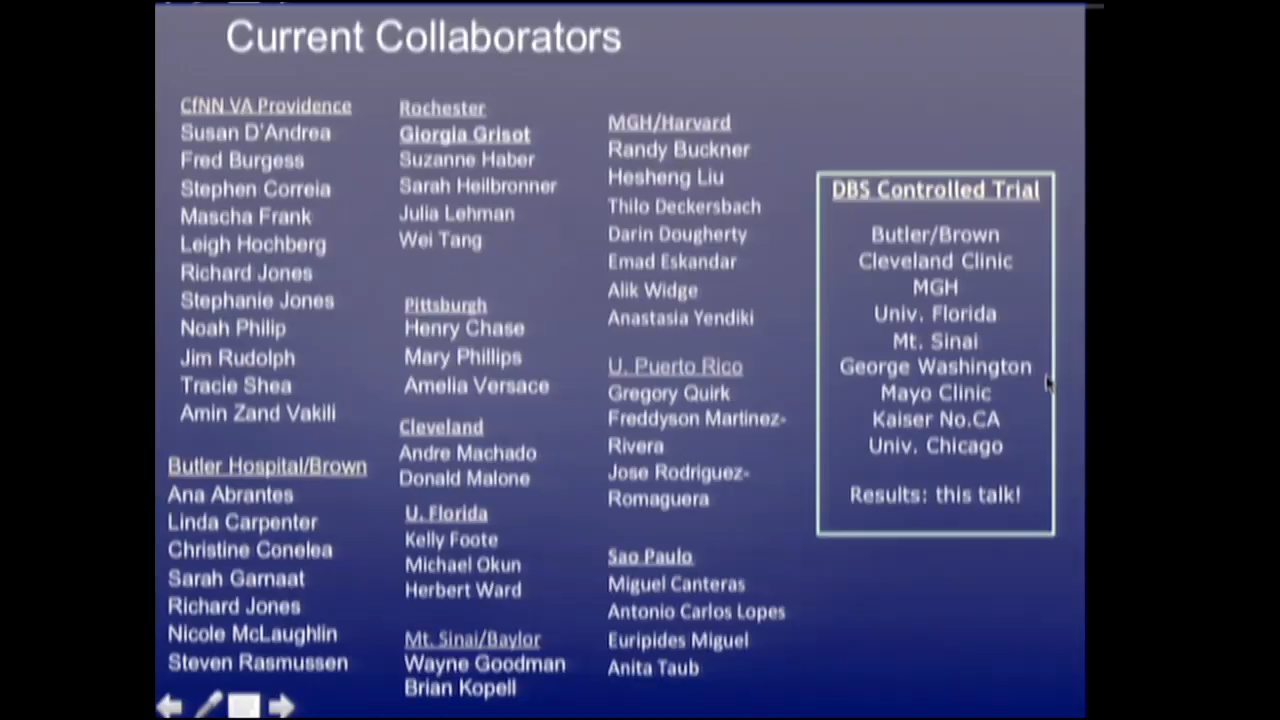 Current Collaborators
CfNN VA Providence
Susan D'Andrea
Fred Burgess
Stephen Correia
Mascha Frank
Leigh Hochberg
Richard Jones
Stephanie Jones
Noah Philip
Jim Rudolph
Tracie Shea
Amin Zand Vakili
Butler Hospital/Brown
Ana Abrantes
Linda Carpenter
Christine Conelea
Sarah Garnaat
Richard Jones
Nicole McLaughlin
Steven Rasmussen
Rochester
Giorgia Grisot
Suzanne Haber
Sarah Heilbronner
Julia Lehman
Wei Tang
Pittsburgh
Henry Chase
Mary Phillips
Amelia Versace
Cleveland
Andre Machado
Donald Malone
U. Florida
Kelly Foote
Michael Okun
Herbert Ward
Mt. Sinai/Baylor
Wayne Goodman
Brian Kopell
MGH/Harvard
Randy Buckner
Hesheng Liu
Thilo Deckersbach
Darin Dougherty
Emad Eskandar
Alik Widge
Anastasia Yendiki
U. Puerto Rico
Gregory Quirk
Freddyson Martinez-
Rivera
Jose Rodriguez-
Romaguera
Sao Paulo
Miguel Canteras
Antonio Carlos Lopes
Euripides Miguel
Anita Taub
DBS Controlled Trial
Butler/Brown
Cleveland Clinic
MGH
Univ. Florida
Mt. Sinai
George Washington
Mayo Clinic
Kaiser No.CA
Univ. Chicago
Results: this talk!